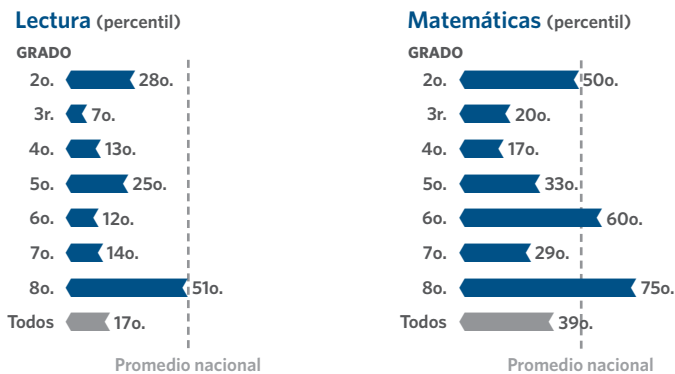 Lectura (percentil)
GRADO
2o. 28o.
3r. 7o.
4o. 13o.
5o. 25o.
6o. 12o.
7o. 14o.
8o. 51o.
Todos 17o.
Promedio nacional
Matemáticas (percentil)
GRADO
2o. 50o.
3r. 20o.
4o. 17o.
5o. 33o.
6o. 60o.
7o. 29o.
8o. 75o.
Todos 39o.
Promedio nacional